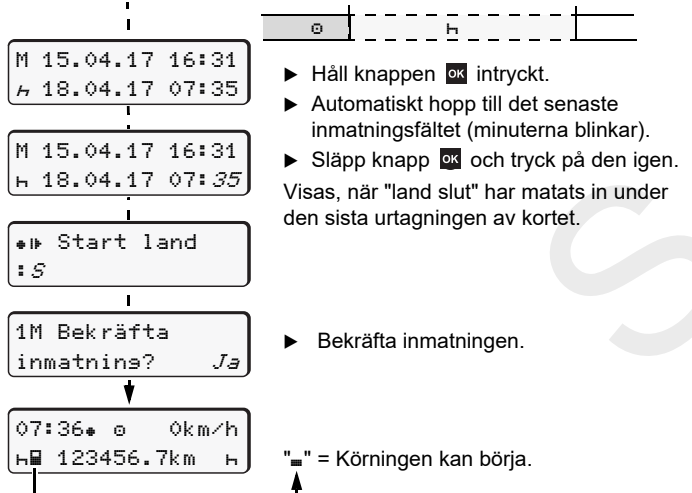 M 15.04.17 16:31
18.04.17 07:35
Håll knappen OK intryckt.
Automatiskt hopp till det senaste
inmatningsfältet (minuterna blinkar).
M 15.04.17 16:31
18.04.17 07:35
Släpp knapp OK och tryck på den igen.
Visas, när "land slut" har matats in under
den sista urtagningen av kortet.
Start land
:S
1M Bekräfta
inmatning? Ja
Bekräfta inmatningen.
07:36 0km/h
123456.7km
" " = Körningen kan börja.